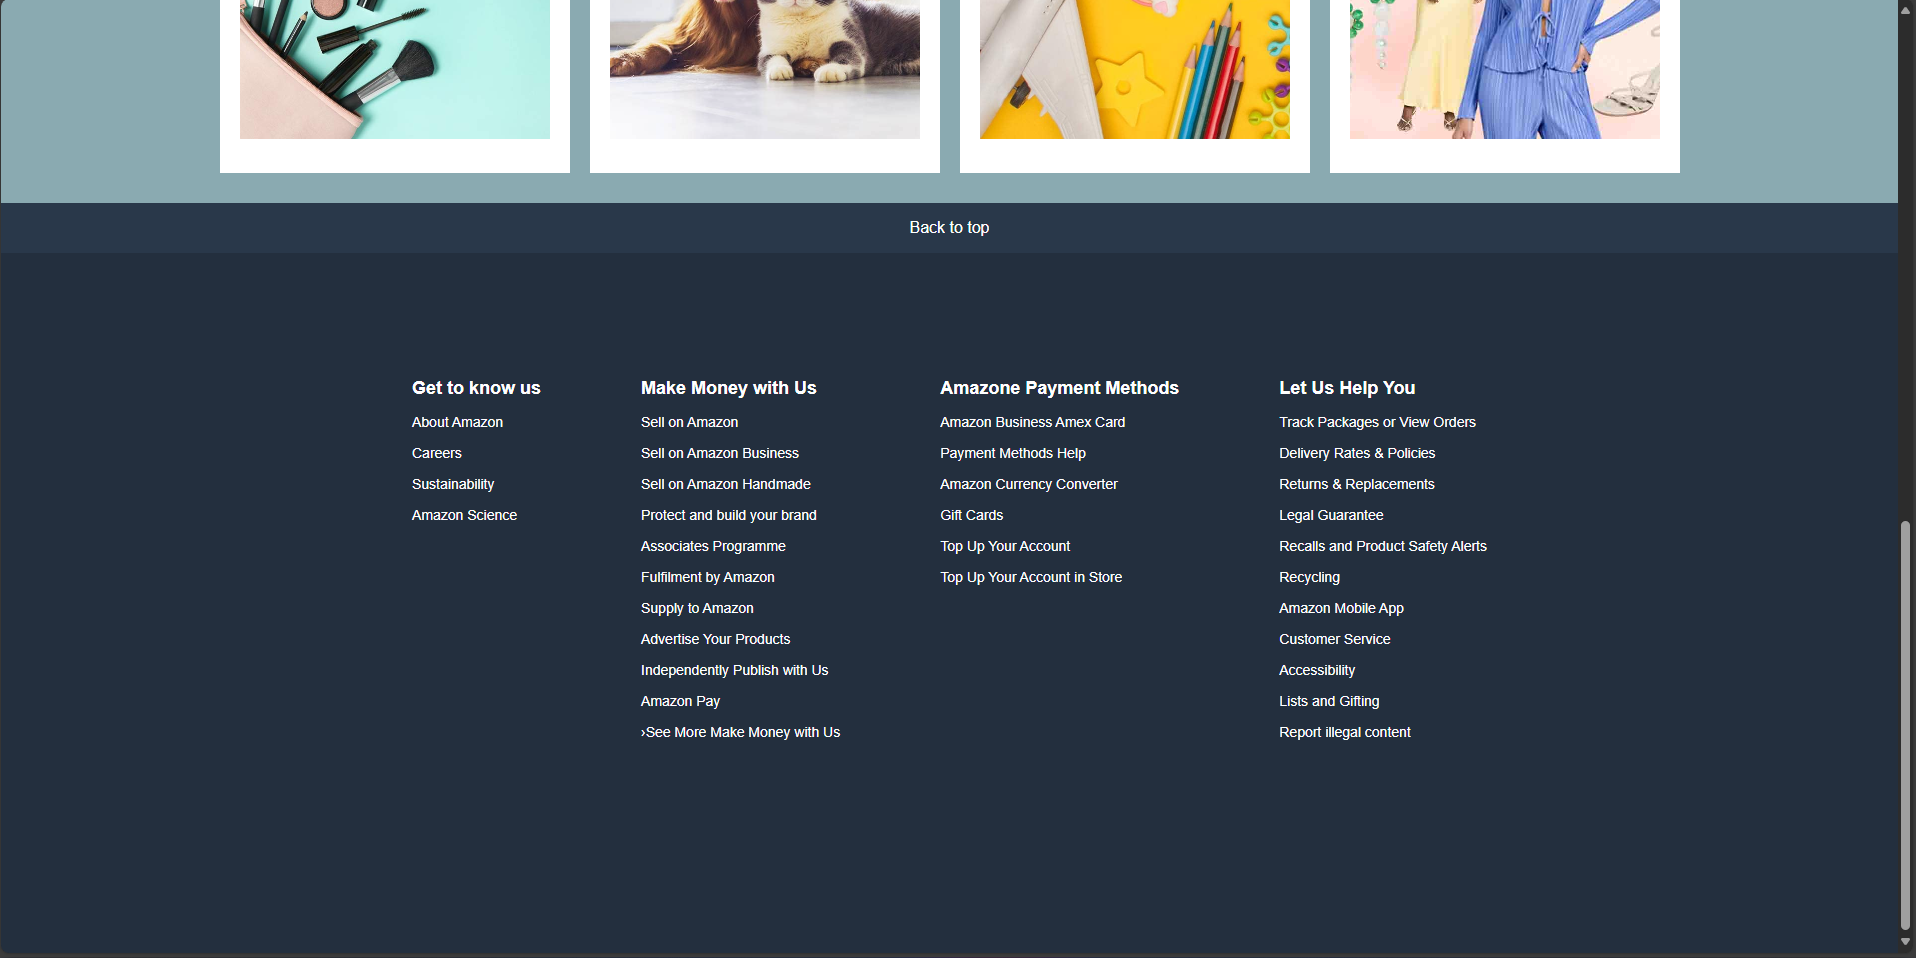 Back to top
Get to know us
About Amazon
Careers
Sustainability
Amazon Science
Make Money with Us
Sell on Amazon
Sell on Amazon Business
Sell on Amazon Handmade
Protect and build your brand
Associates Programme
Fulfilment by Amazon
Supply to Amazon
Advertise Your Products
Independently Publish with Us
Amazon Pay
›See More Make Money with Us
Amazone Payment Methods
Amazon Business Amex Card
Payment Methods Help
Amazon Currency Converter
Gift Cards
Top Up Your Account
Top Up Your Account in Store
Let Us Help You
Track Packages or View Orders
Delivery Rates & Policies
Returns & Replacements
Legal Guarantee
Recalls and Product Safety Alerts
Recycling
Amazon Mobile App
Customer Service
Accessibility
Lists and Gifting
Report illegal content